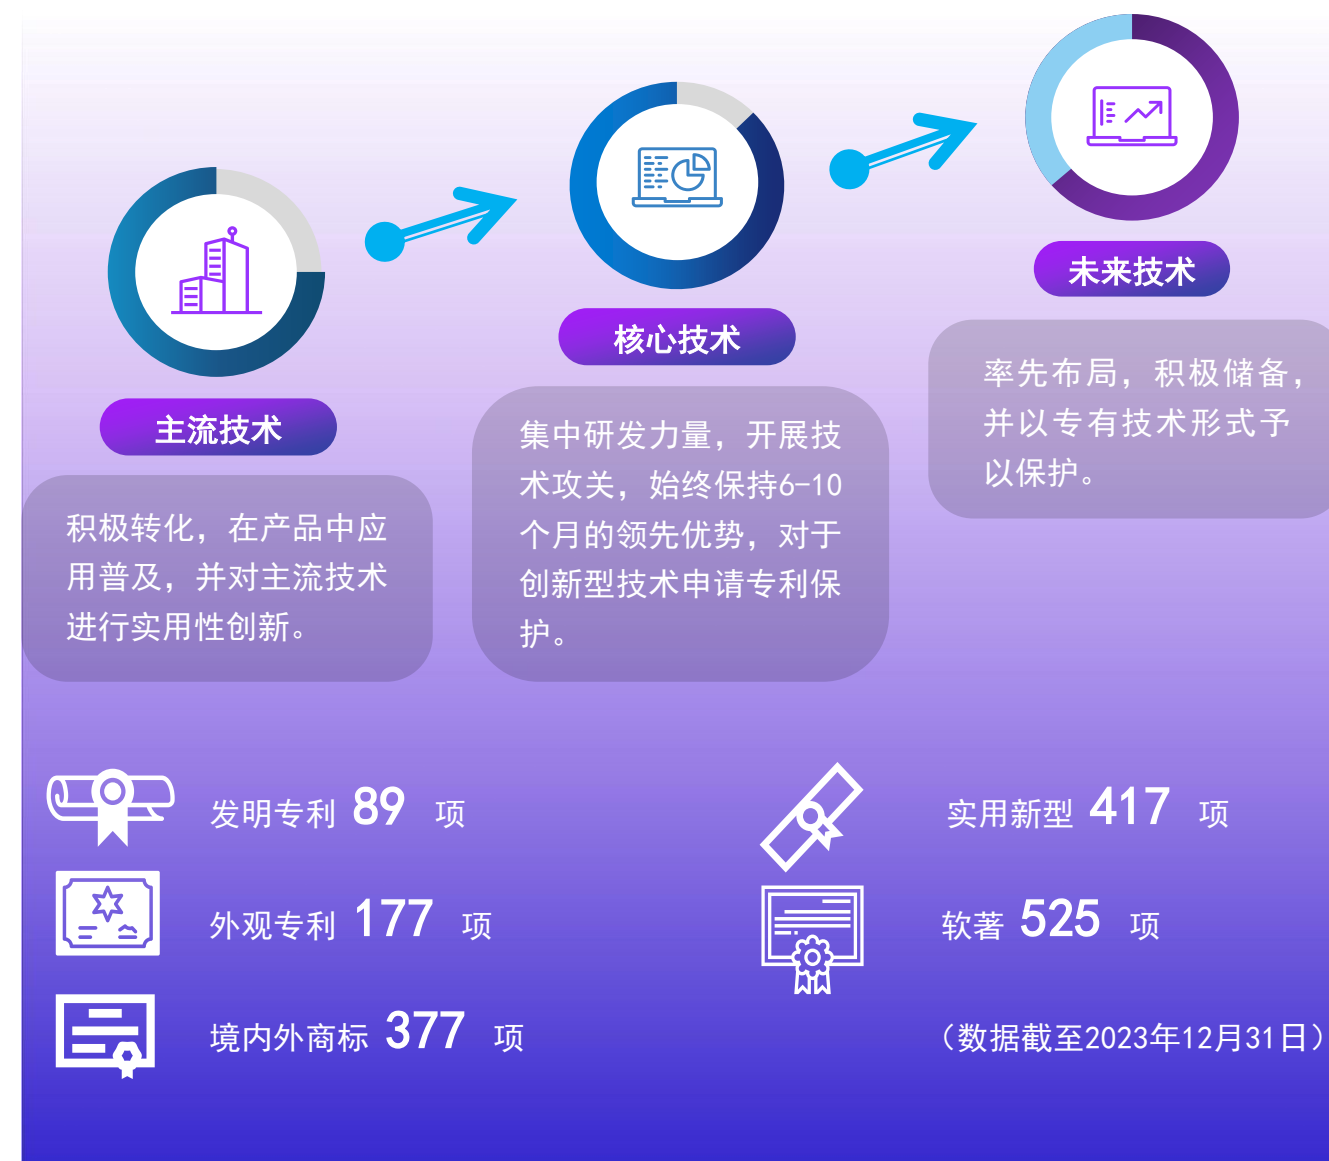 主流技术
积极转化，在产品中应
用普及，并对主流技术
进行实用性创新。
核心技术
集中研发力量，开展技
术攻关，始终保持6-10
个月的领先优势，对于
创新型技术申请专利保
护。
未来技术
率先布局，积极储备，
并以专有技术形式予
以保护。
发明专利 89 项
实用新型 417 项
外观专利 177 项
软著 525 项
境内外商标 377 项
（数据截至2023年12月31日）